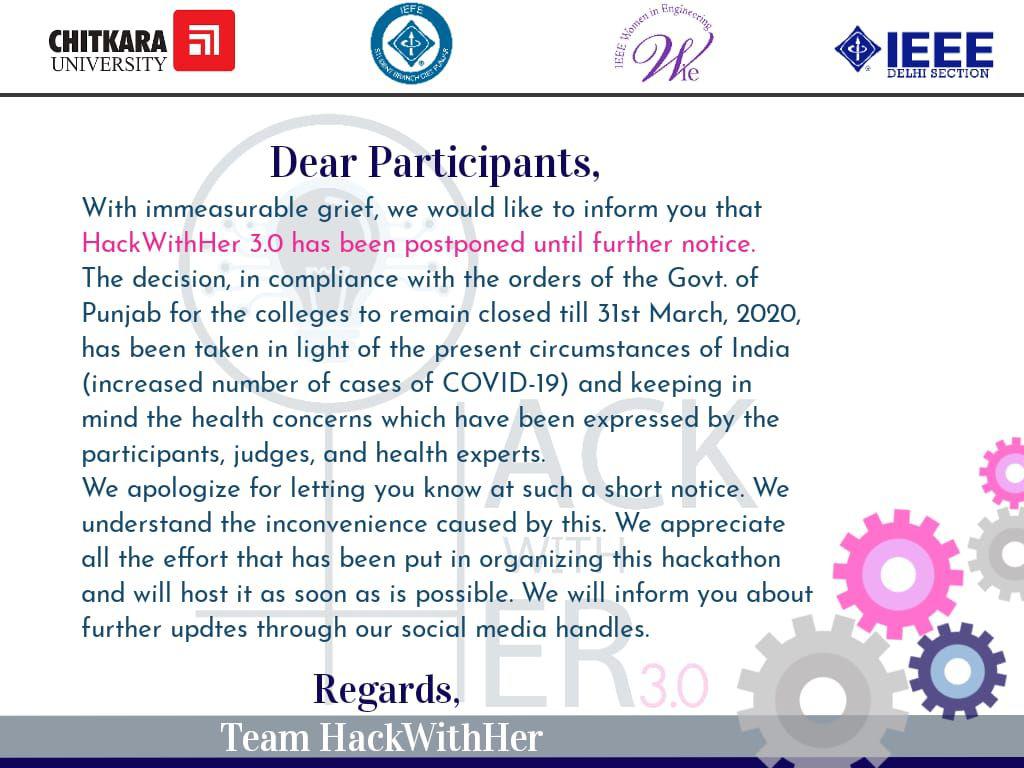 CHITKARA
UNIVERSITY
IEEE
STUDENT BRANCH CIET PUNJAB
IEEE Women in Engineering
Wie
IEEE
DELHI SECTION
Dear Participants,
With immeasurable grief, we would like to inform you that
HackWithHer 3.0 has been postponed until further notice.
The decision, in compliance with the orders of the Govt. of
Punjab for the colleges to remain closed till 31st March, 2020,
has been taken in light of the present circumstances of India
(increased number of cases of COVID-19) and keeping in
mind the health concerns which have been expressed by the
participants, judges, and health experts.
We apologize for letting you know at such a short notice. We
understand the inconvenience caused by this. We appreciate
all the effort that has been put in organizing this hackathon
and will host it as soon as is possible. We will inform you about
further updtes through our social media handles.
HACK
WITH
HER 3.0
Regards,
Team HackWithHer